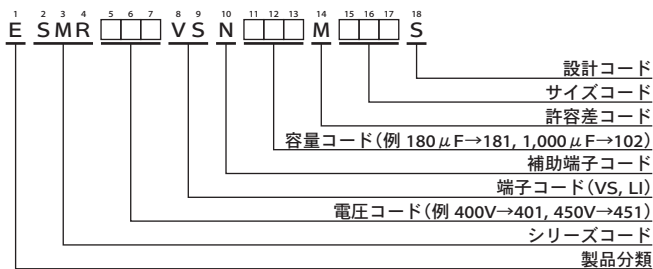 1 2 3 4 5 6 7 8 9 10 11 12 13 14 15 16 17 18
E SMR □□□ VS N □□□ M □□□ S
設計コード
サイズコード
許容差コード
容量コード(例 180μF→181, 1,000μF→102)
補助端子コード
端子コード(VS, LI)
電圧コード(例 400V→401, 450V→451)
シリーズコード
製品分類